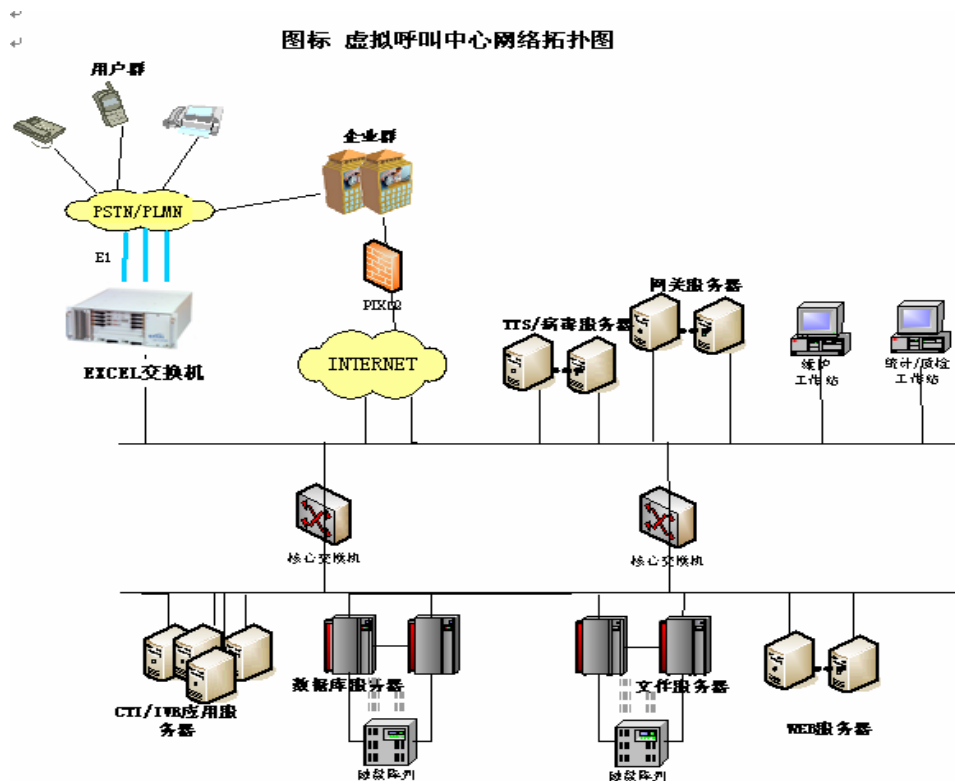 图标 虚拟呼叫中心网络拓扑图
用户群
企业群
PSTN/PLMN
E1
网关服务器
TTS/病毒服务器
INTERNET
EXCEL交换机
维护
工作站
统计/质检
工作站
核心交换机
核心交换机
数据库服务器
文件服务器
CTI/IVR应用服
务器
WEB服务器
磁盘阵列
磁盘阵列